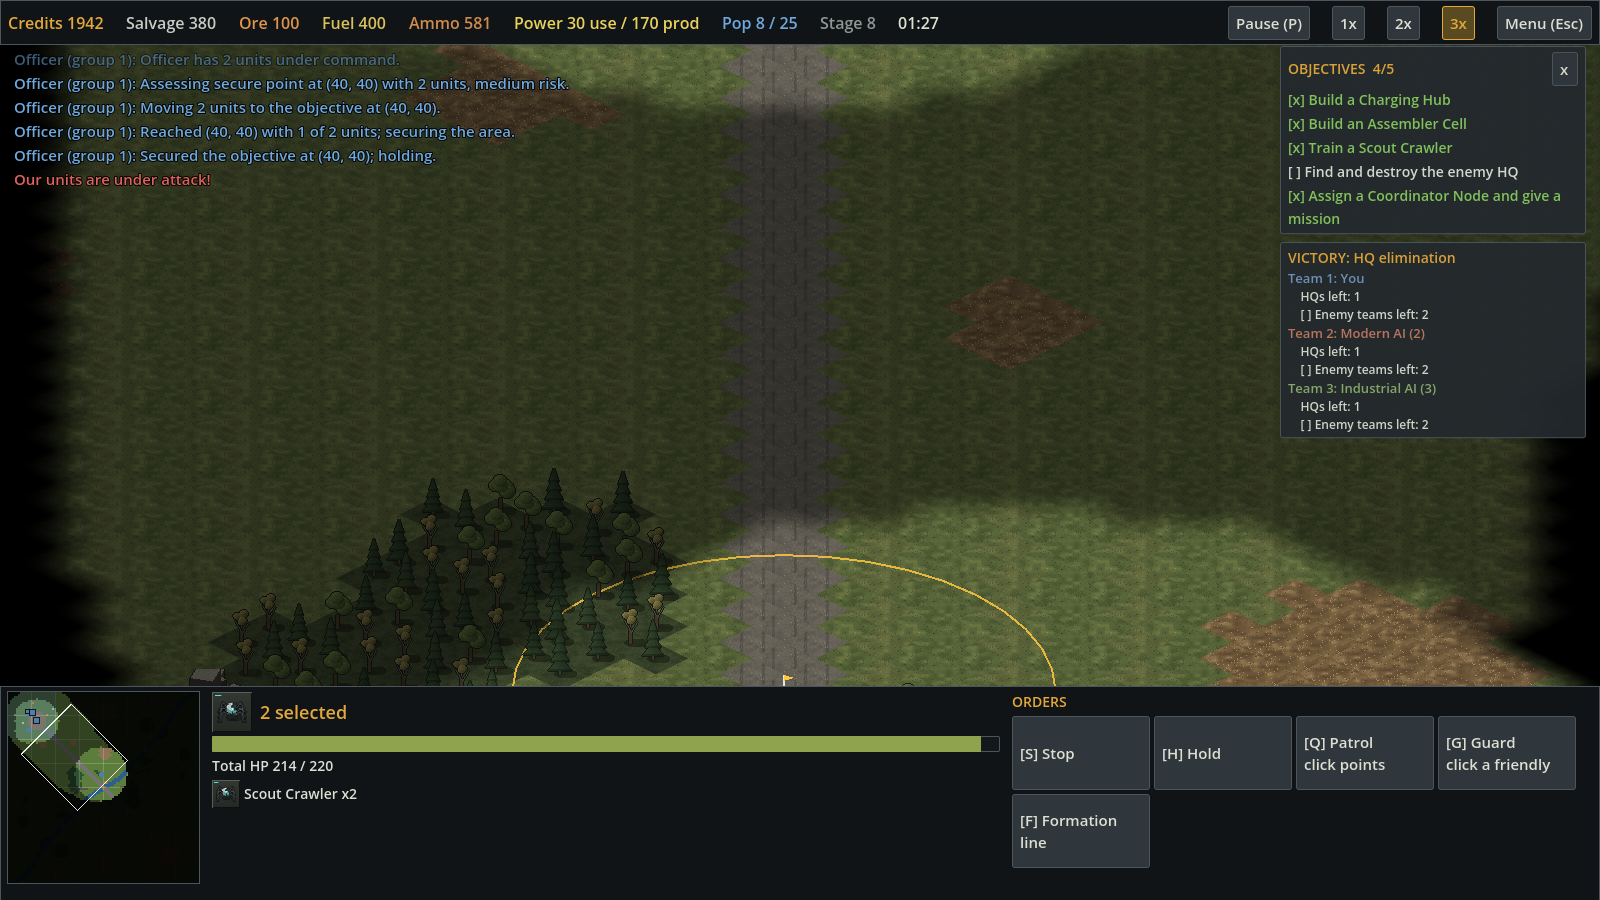 Credits 1942 Salvage 380 Ore 100 Fuel 400 Ammo 581 Power 30 use / 170 prod Pop 8 / 25 Stage 8 01:27 Pause (P) 1x 2x 3x Menu (Esc)
Officer (group 1): Officer has 2 units under command.
Officer (group 1): Assessing secure point at (40, 40) with 2 units, medium risk.
Officer (group 1): Moving 2 units to the objective at (40, 40).
Officer (group 1): Reached (40, 40) with 1 of 2 units; securing the area.
Officer (group 1): Secured the objective at (40, 40); holding.
Our units are under attack!
OBJECTIVES 4/5 x
[x] Build a Charging Hub
[x] Build an Assembler Cell
[x] Train a Scout Crawler
[ ] Find and destroy the enemy HQ
[x] Assign a Coordinator Node and give a
mission
VICTORY: HQ elimination
Team 1: You
HQs left: 1
[ ] Enemy teams left: 2
Team 2: Modern AI (2)
HQs left: 1
[ ] Enemy teams left: 2
Team 3: Industrial AI (3)
HQs left: 1
[ ] Enemy teams left: 2
2 selected
Total HP 214 / 220
Scout Crawler x2
ORDERS
[S] Stop
[H] Hold
[Q] Patrol
click points
[G] Guard
click a friendly
[F] Formation
line